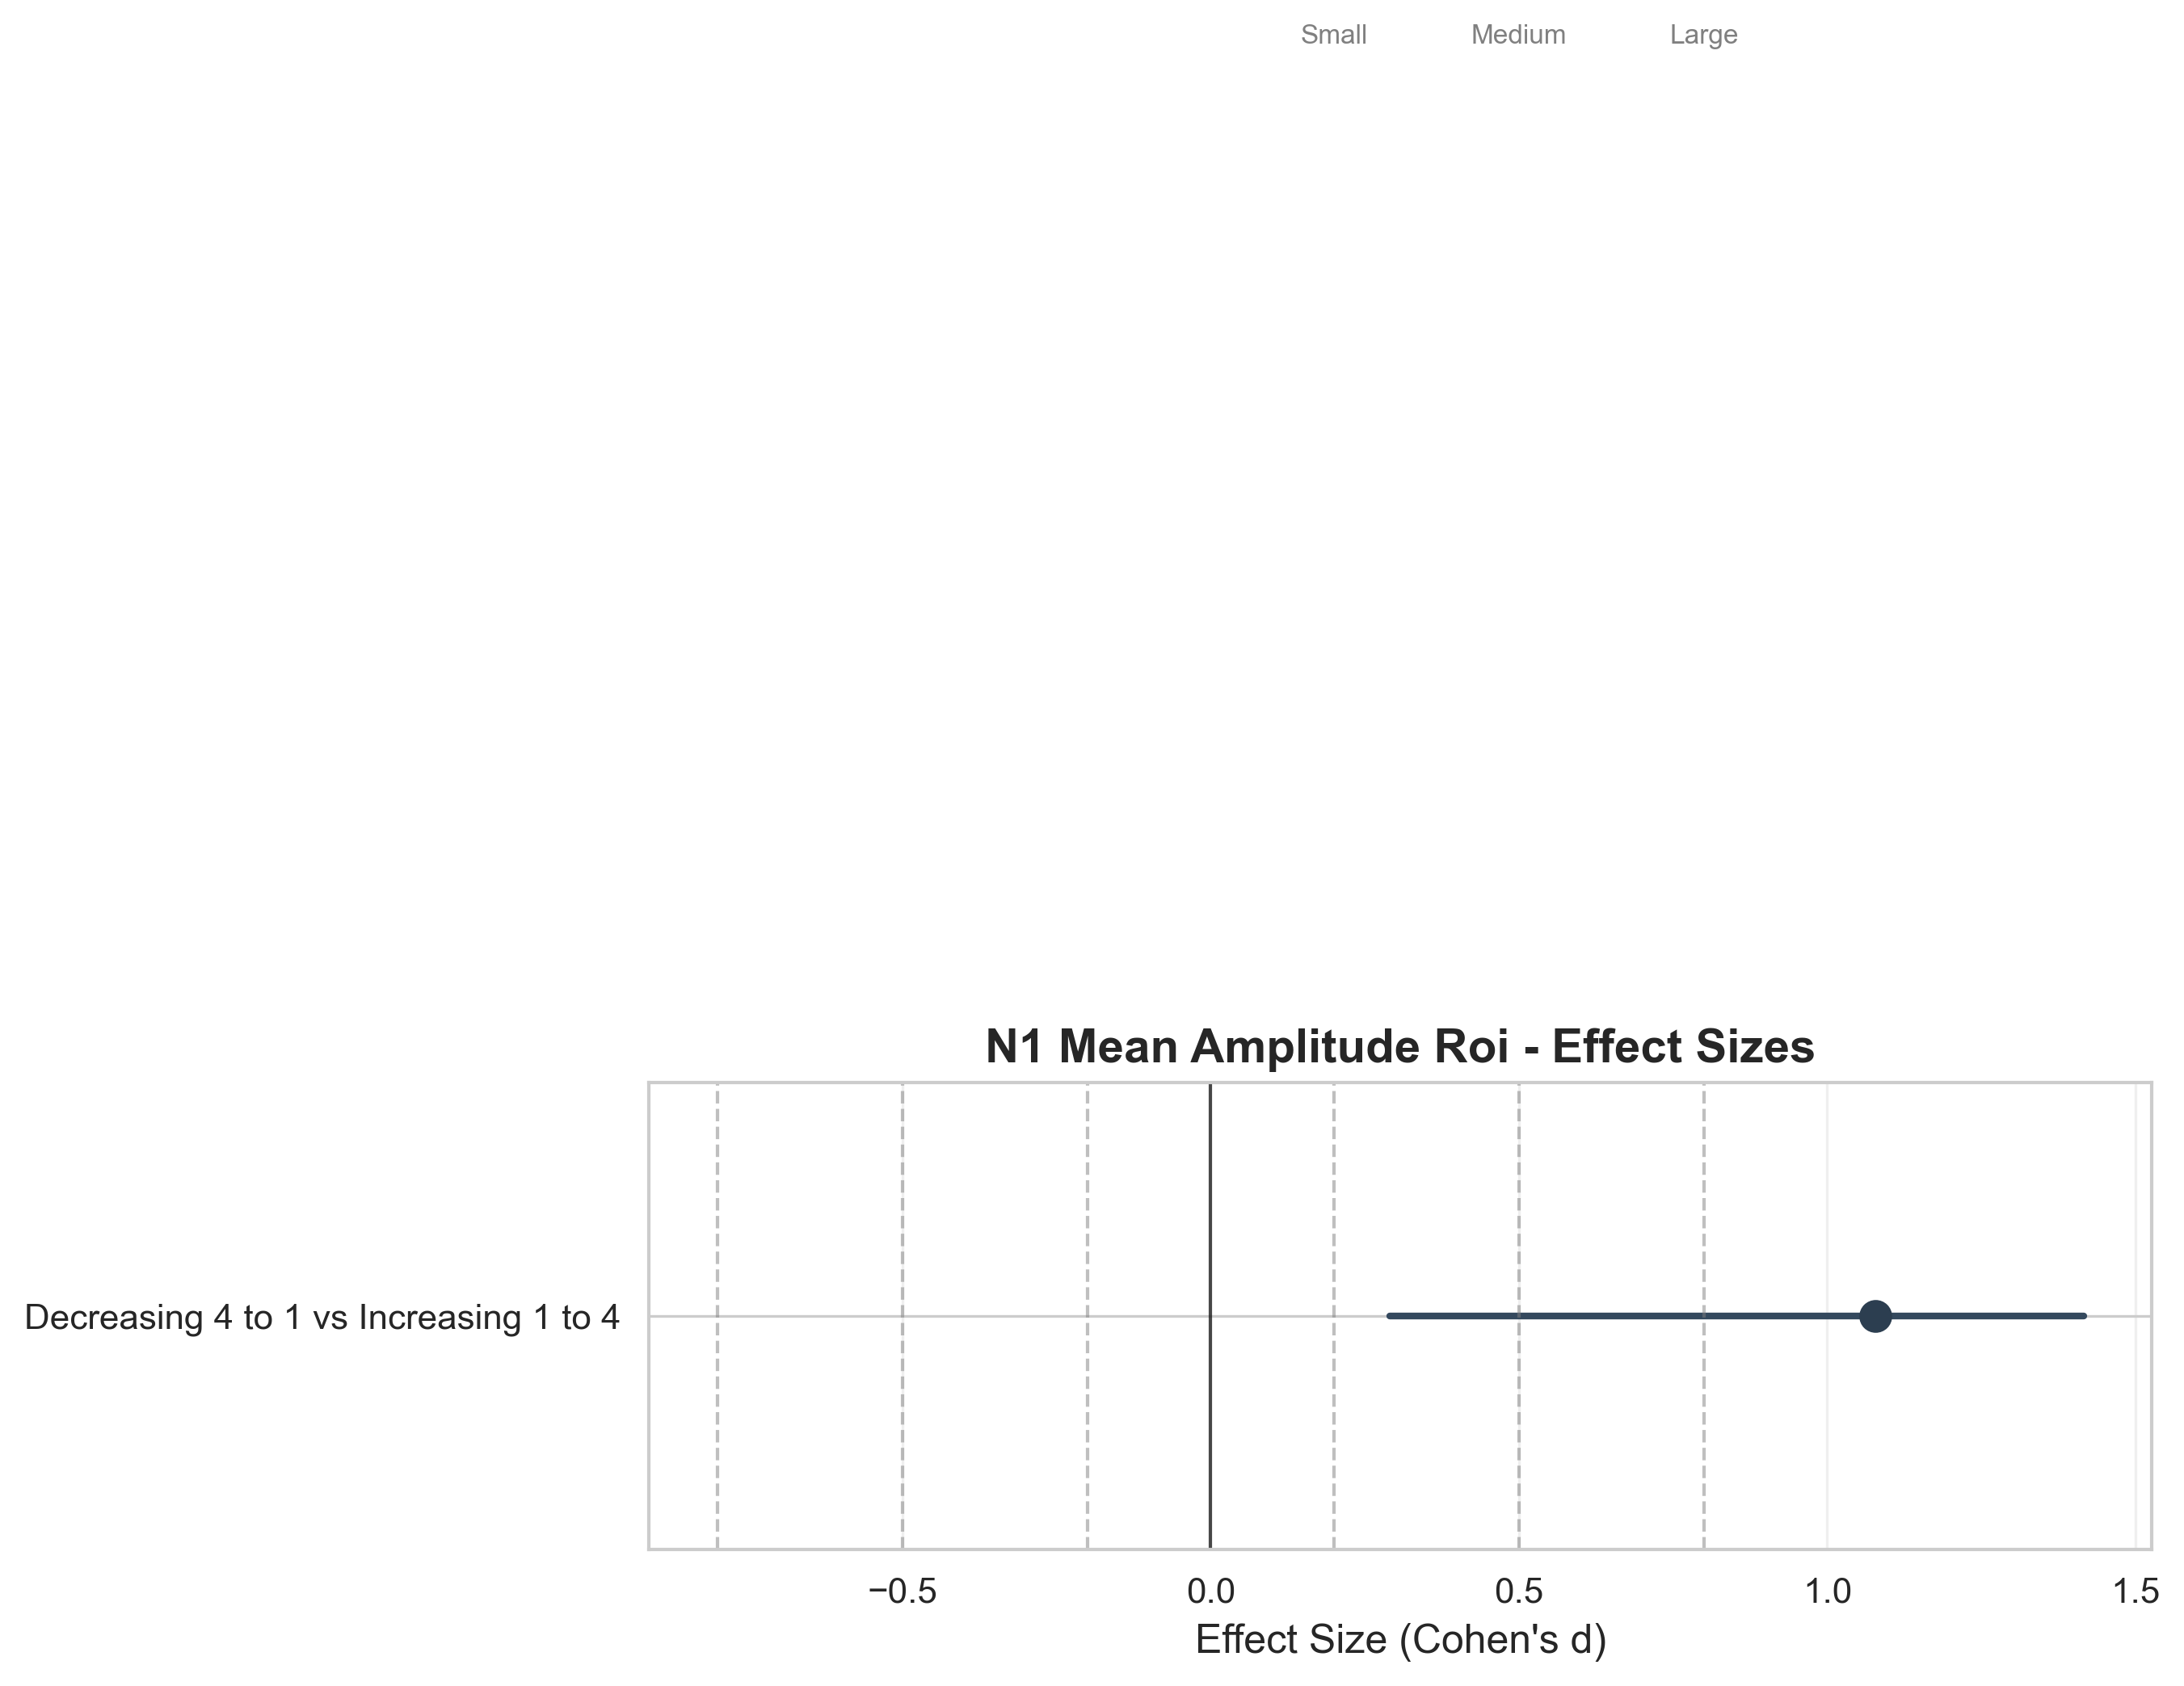 Small Medium Large
N1 Mean Amplitude Roi - Effect Sizes
Decreasing 4 to 1 vs Increasing 1 to 4
−0.5 0.0 0.5 1.0 1.5
Effect Size (Cohen's d)